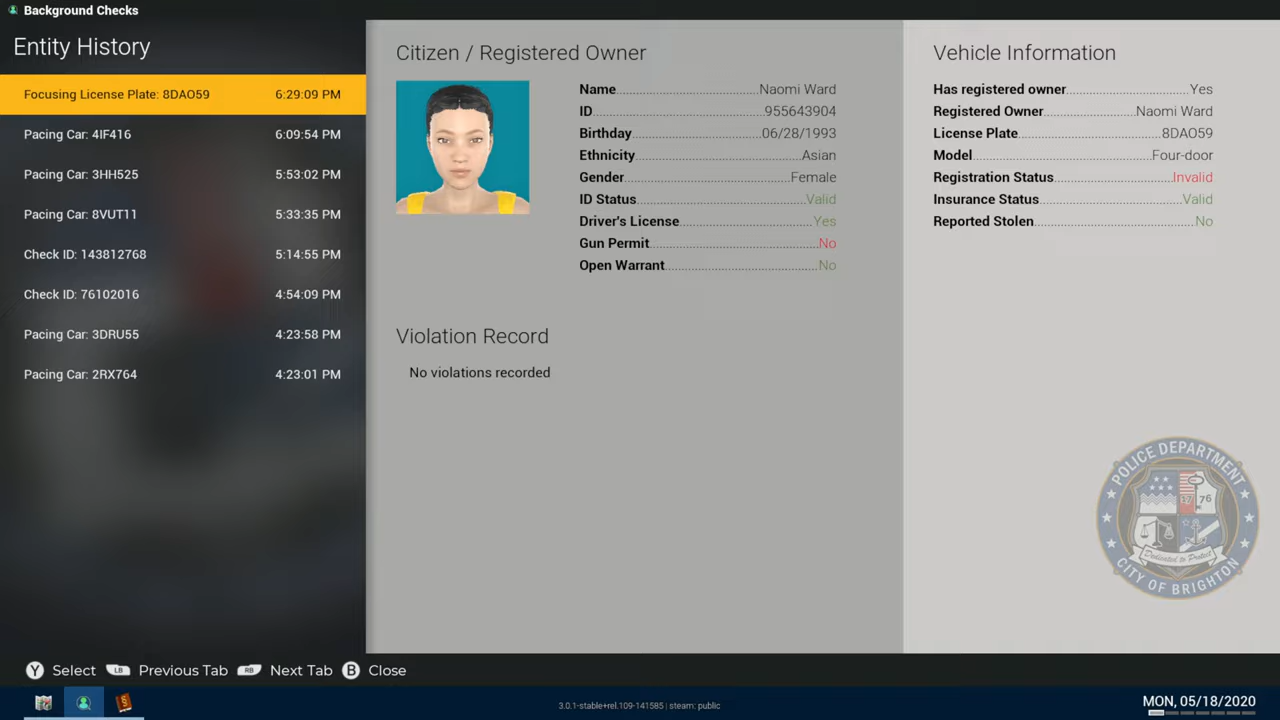 Background Checks
Entity History
Focusing License Plate: 8DAO59 6:29:09 PM
Pacing Car: 4IF416 6:09:54 PM
Pacing Car: 3HH525 5:53:02 PM
Pacing Car: 8VUT11 5:33:35 PM
Check ID: 143812768 5:14:55 PM
Check ID: 76102016 4:54:09 PM
Pacing Car: 3DRU55 4:23:58 PM
Pacing Car: 2RX764 4:23:01 PM
Citizen / Registered Owner
Name Naomi Ward
ID 955643904
Birthday 06/28/1993
Ethnicity Asian
Gender Female
ID Status Valid
Driver's License Yes
Gun Permit No
Open Warrant No
Violation Record
No violations recorded
Vehicle Information
Has registered owner Yes
Registered Owner Naomi Ward
License Plate 8DAO59
Model Four-door
Registration Status Invalid
Insurance Status Valid
Reported Stolen No
POLICE DEPARTMENT
17 76
Dedicated to Protect
CITY OF BRIGHTON
Y Select LB Previous Tab RB Next Tab B Close
3.0.1-stable+rel.109-141585 | steam: public
MON, 05/18/2020